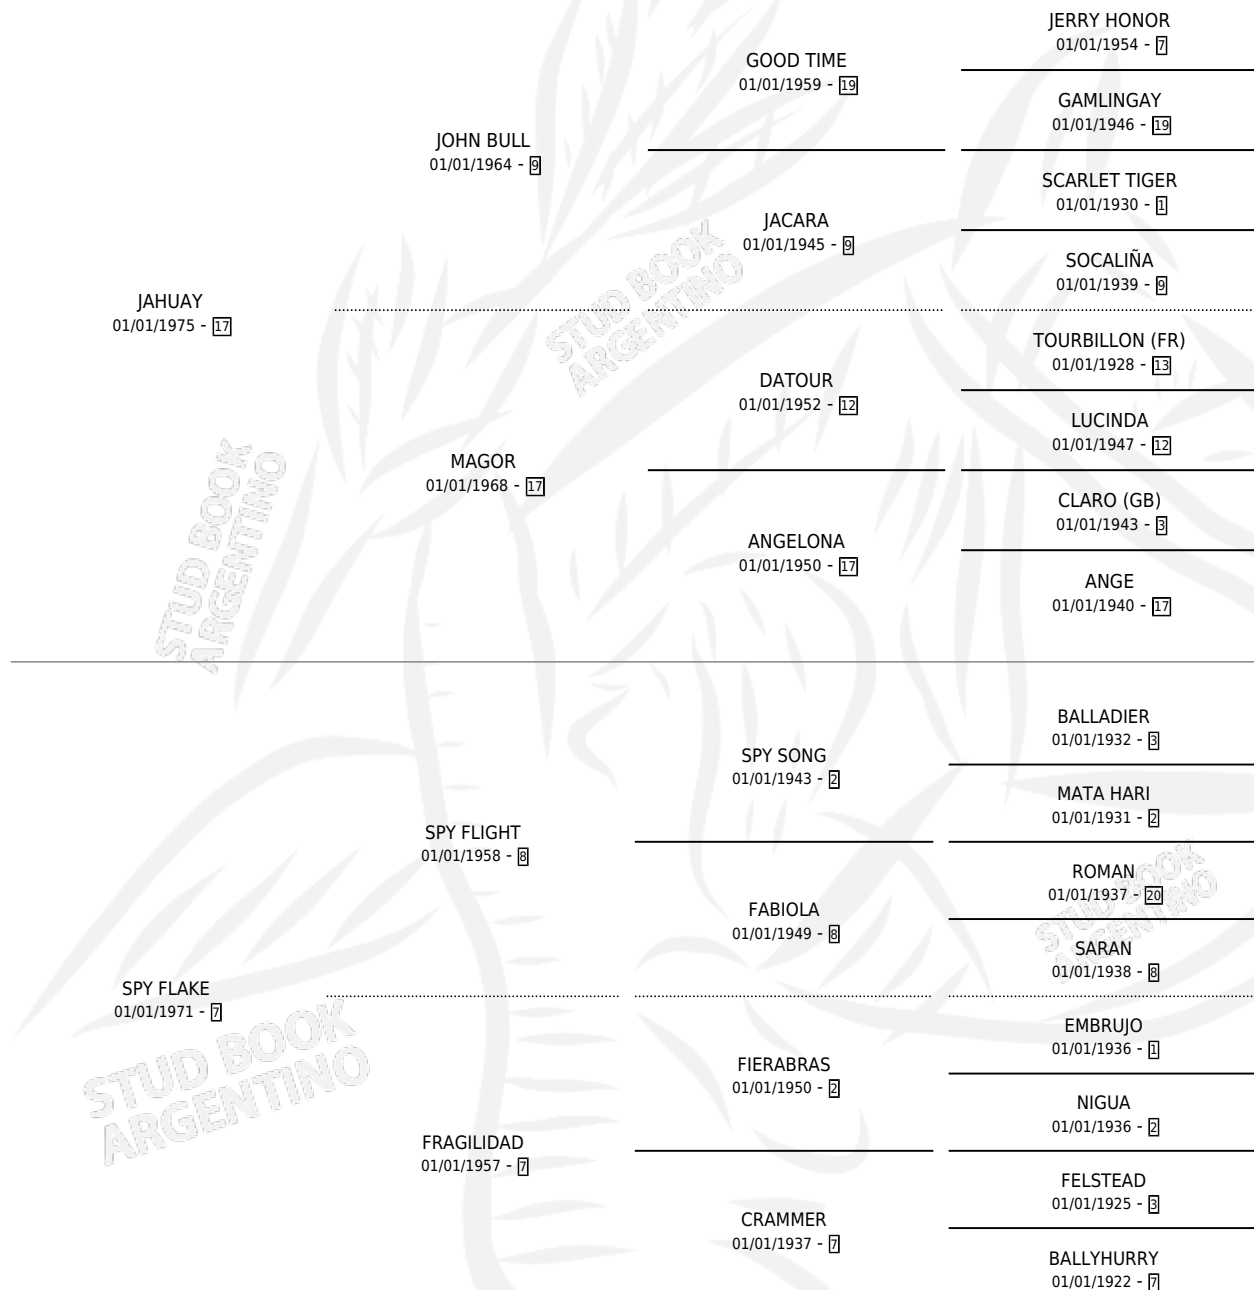 JERRY HONOR
01/01/1954 - 7
GOOD TIME
01/01/1959 - 19
GAMLINGAY
01/01/1946 - 19
JOHN BULL
01/01/1964 - 9
SCARLET TIGER
01/01/1930 - 1
JACARA
01/01/1945 - 9
SOCALIÑA
01/01/1939 - 9
JAHUAY
01/01/1975 - 17
TOURBILLON (FR)
01/01/1928 - 13
DATOUR
01/01/1952 - 12
LUCINDA
01/01/1947 - 12
MAGOR
01/01/1968 - 17
CLARO (GB)
01/01/1943 - 3
ANGELONA
01/01/1950 - 17
ANGE
01/01/1940 - 17
BALLADIER
01/01/1932 - 3
SPY SONG
01/01/1943 - 2
MATA HARI
01/01/1931 - 2
SPY FLIGHT
01/01/1958 - 8
ROMAN
01/01/1937 - 20
FABIOLA
01/01/1949 - 8
SARAN
01/01/1938 - 8
SPY FLAKE
01/01/1971 - 7
EMBRUJO
01/01/1936 - 1
FIERABRAS
01/01/1950 - 2
NIGUA
01/01/1936 - 2
FRAGILIDAD
01/01/1957 - 7
FELSTEAD
01/01/1925 - 3
CRAMMER
01/01/1937 - 7
BALLYHURRY
01/01/1922 - 7
STUD BOOK
ARGENTINO
STUD BOOK
ARGENTINO
STUD BOOK
ARGENTINO
STUD BOOK
ARGENTINO